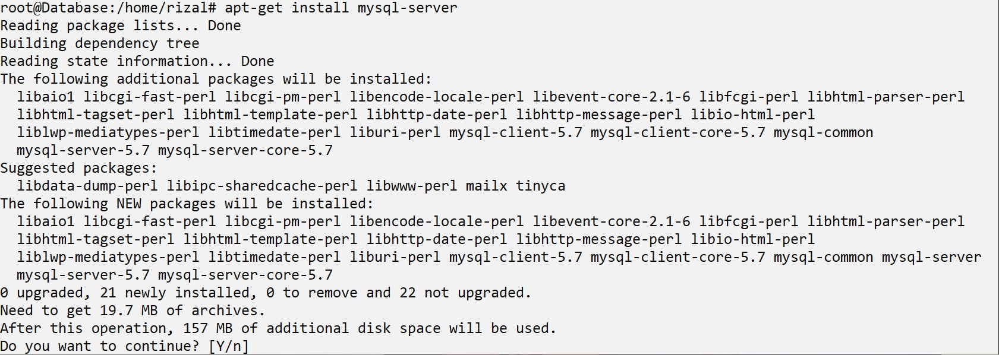 root@Database:/home/rizal# apt-get install mysql-server
Reading package lists... Done
Building dependency tree
Reading state information... Done
The following additional packages will be installed:
  libaio1 libcgi-fast-perl libcgi-pm-perl libencode-locale-perl libevent-core-2.1-6 libfcgi-perl libhtml-parser-perl
  libhtml-tagset-perl libhtml-template-perl libhttp-date-perl libhttp-message-perl libio-html-perl
  liblwp-mediatypes-perl libtimedate-perl liburi-perl mysql-client-5.7 mysql-client-core-5.7 mysql-common
  mysql-server-5.7 mysql-server-core-5.7
Suggested packages:
  libdata-dump-perl libipc-sharedcache-perl libwww-perl mailx tinyca
The following NEW packages will be installed:
  libaio1 libcgi-fast-perl libcgi-pm-perl libencode-locale-perl libevent-core-2.1-6 libfcgi-perl libhtml-parser-perl
  libhtml-tagset-perl libhtml-template-perl libhttp-date-perl libhttp-message-perl libio-html-perl
  liblwp-mediatypes-perl libtimedate-perl liburi-perl mysql-client-5.7 mysql-client-core-5.7 mysql-common mysql-server
  mysql-server-5.7 mysql-server-core-5.7
0 upgraded, 21 newly installed, 0 to remove and 22 not upgraded.
Need to get 19.7 MB of archives.
After this operation, 157 MB of additional disk space will be used.
Do you want to continue? [Y/n]